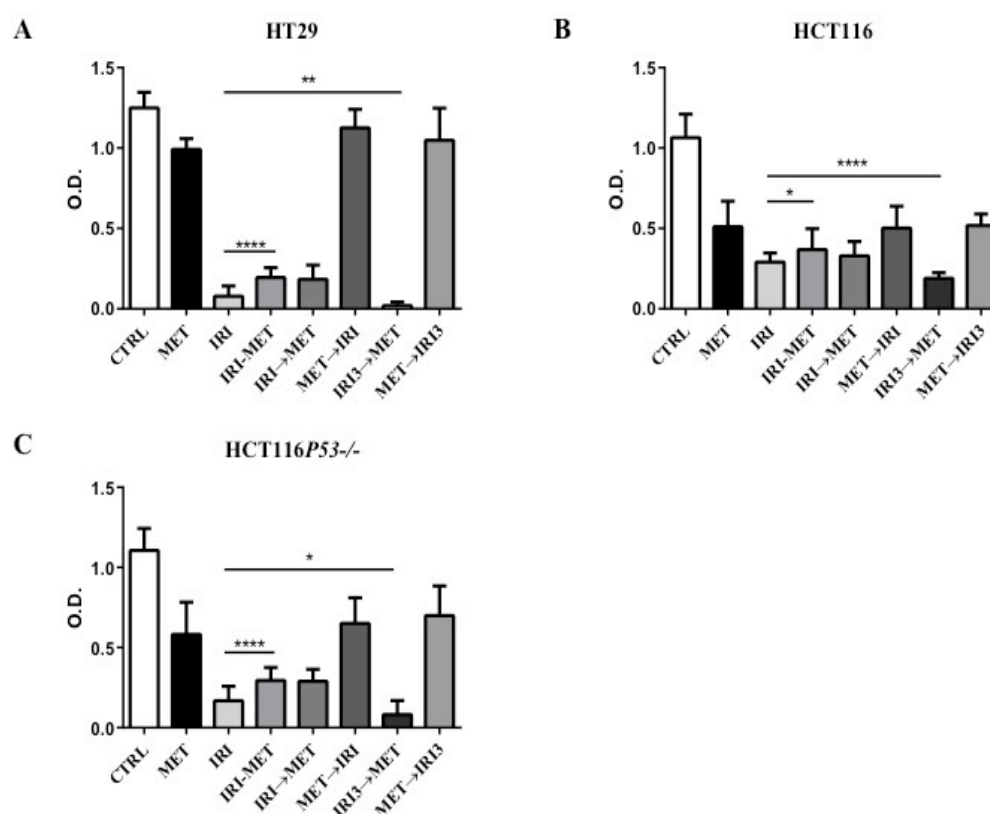 A
HT29
1.5
1.0
0.5
0.0
O.D.
**
****
CTRL
MET
IRI
IRI-MET
IRI→MET
MET→IRI
IRI3→MET
MET→IRI3
B
HCT116
1.5
1.0
0.5
0.0
O.D.
****
*
CTRL
MET
IRI
IRI-MET
IRI→MET
MET→IRI
IRI3→MET
MET→IRI3
C
HCT116P53-/-
1.5
1.0
0.5
0.0
O.D.
*
****
CTRL
MET
IRI
IRI-MET
IRI→MET
MET→IRI
IRI3→MET
MET→IRI3